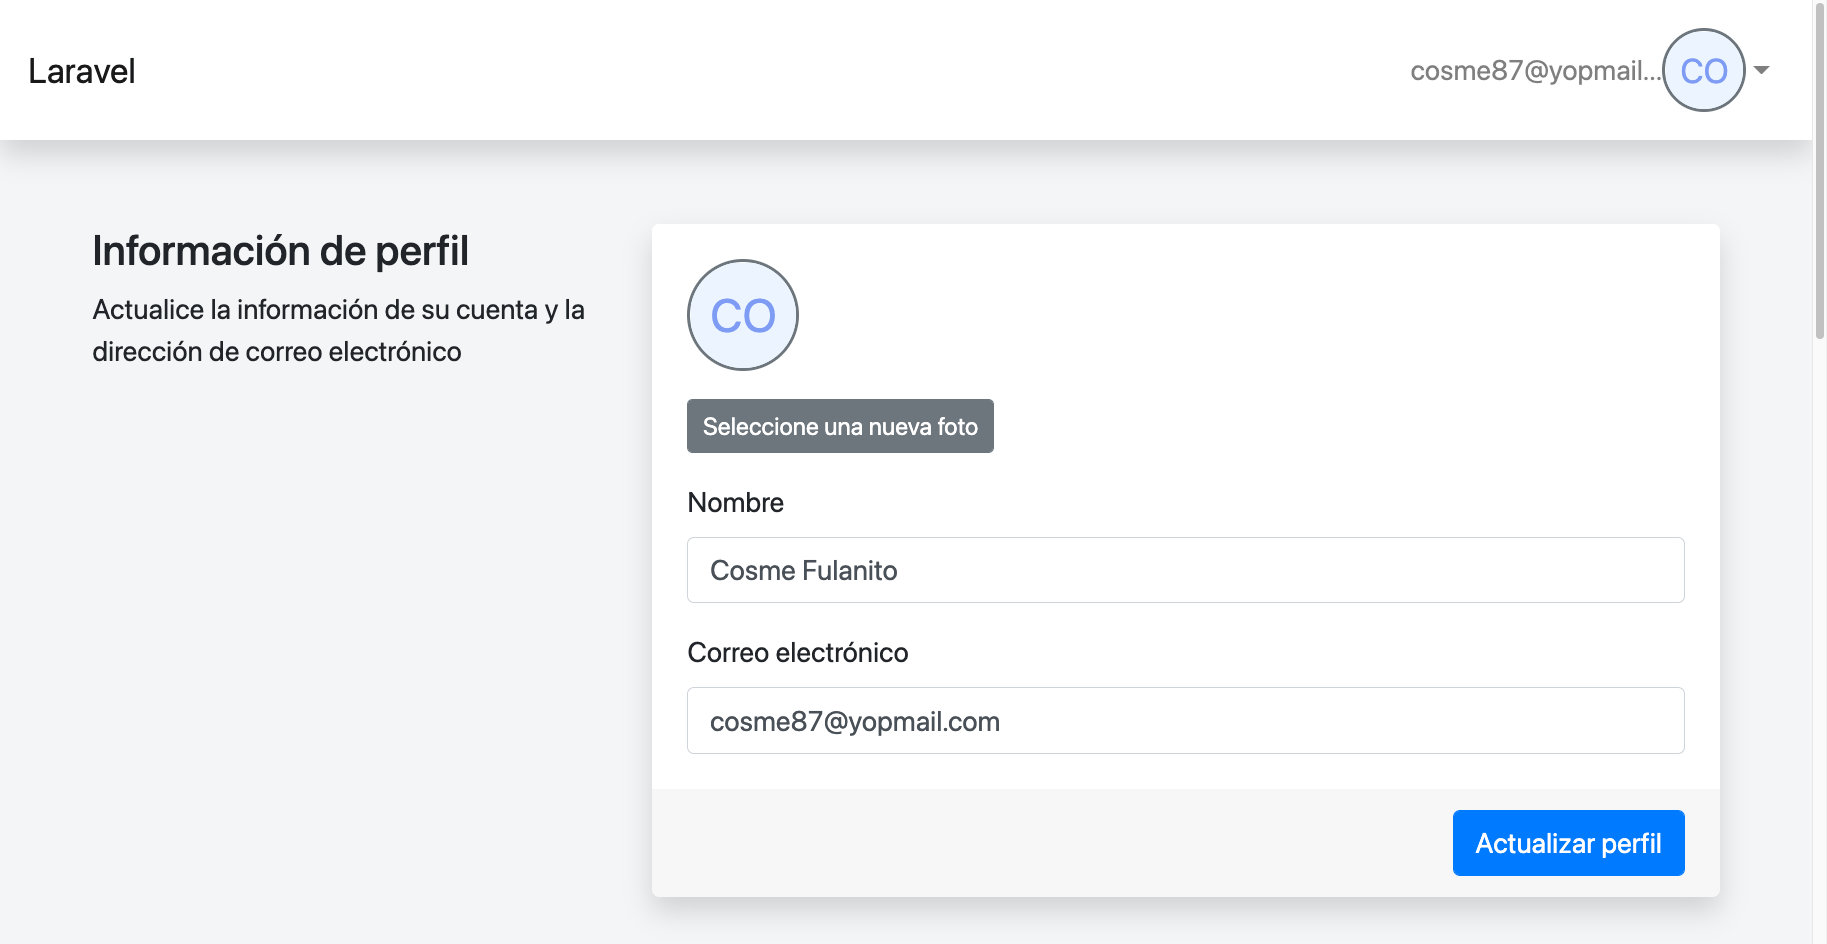 Laravel
cosme87@yopmail...
CO
Información de perfil
Actualice la información de su cuenta y la
dirección de correo electrónico
CO
Seleccione una nueva foto
Nombre
Cosme Fulanito
Correo electrónico
cosme87@yopmail.com
Actualizar perfil